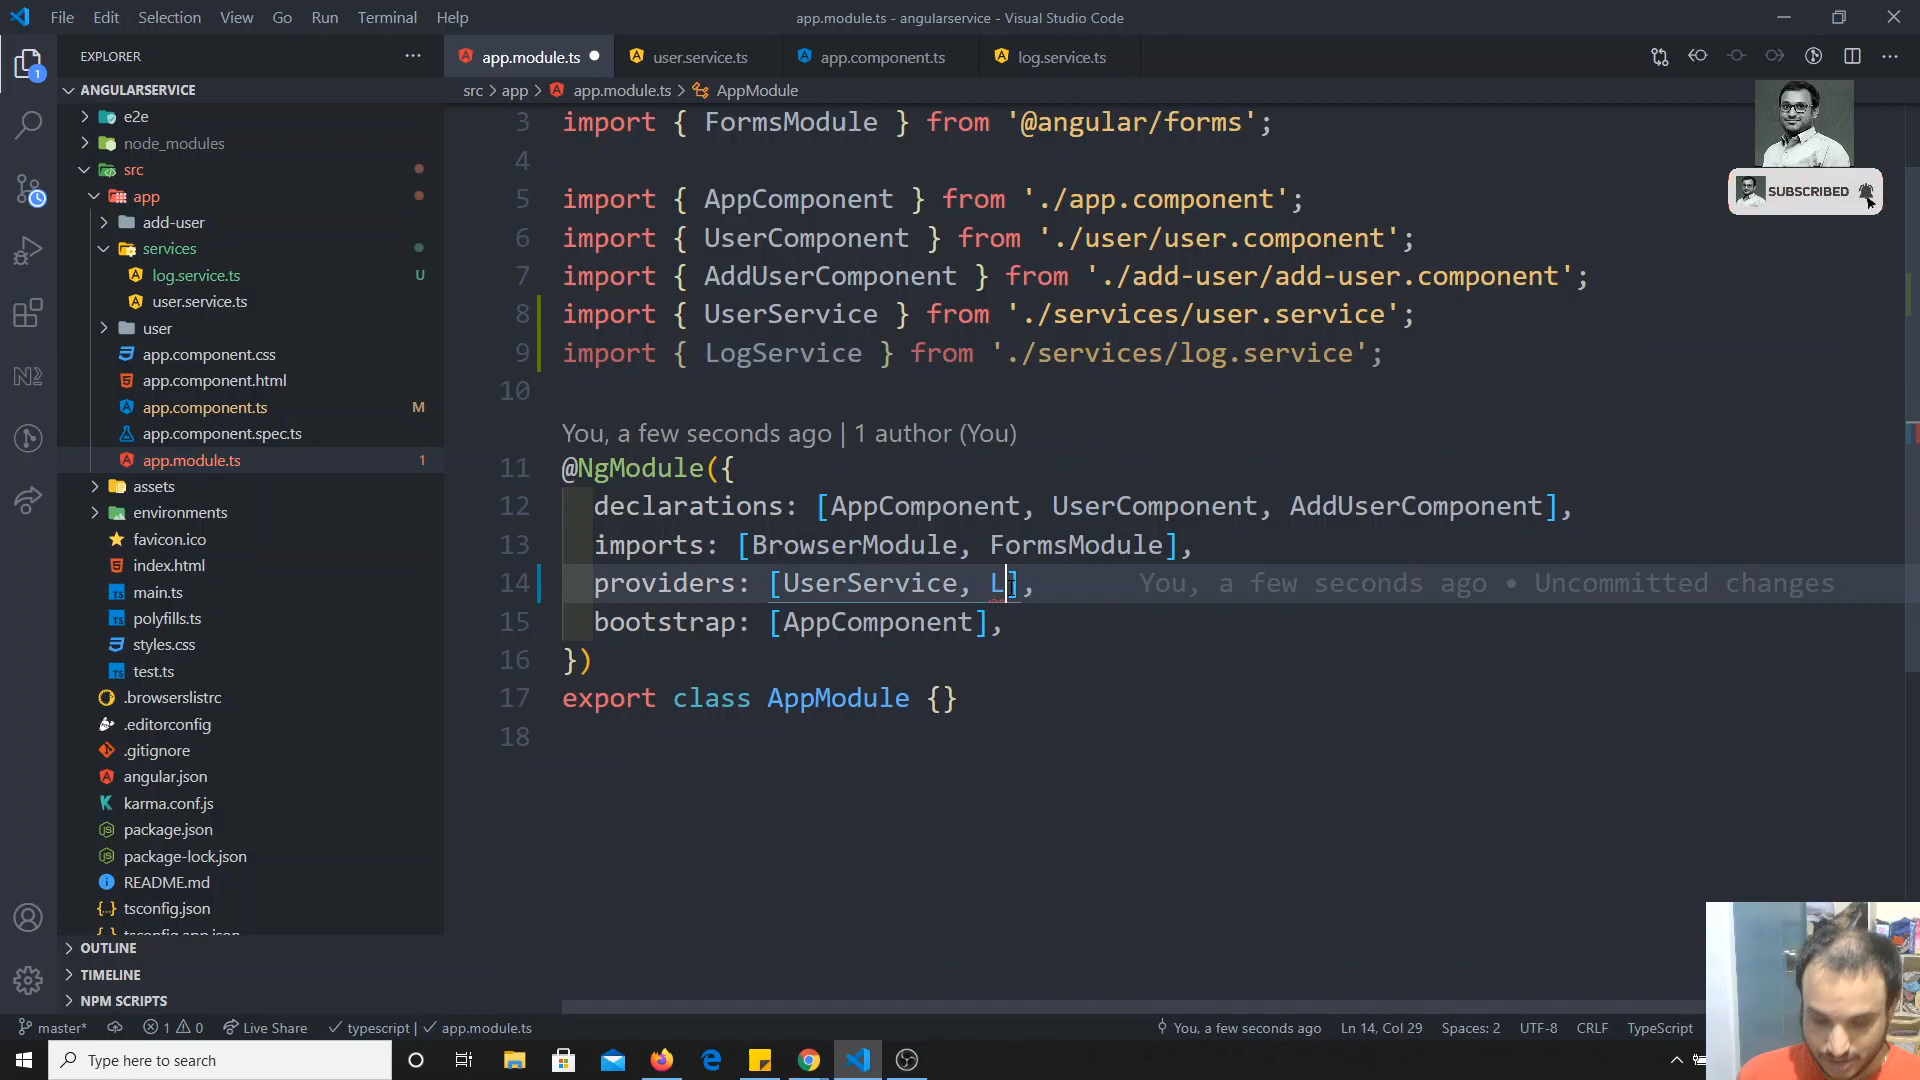 File Edit Selection View Go Run Terminal Help
app.module.ts - angularservice - Visual Studio Code
EXPLORER
app.module.ts
user.service.ts
app.component.ts
log.service.ts
src > app > app.module.ts > AppModule
ANGULARSERVICE
e2e
node_modules
src
app
add-user
services
log.service.ts U
user.service.ts
user
app.component.css
app.component.html
app.component.ts M
app.component.spec.ts
app.module.ts 1
assets
environments
favicon.ico
index.html
main.ts
polyfills.ts
styles.css
test.ts
.browserslistrc
.editorconfig
.gitignore
angular.json
karma.conf.js
package.json
package-lock.json
README.md
tsconfig.json
tsconfig.app.json
OUTLINE
TIMELINE
NPM SCRIPTS
1
3 import { FormsModule } from '@angular/forms';
4
5 import { AppComponent } from './app.component';
6 import { UserComponent } from './user/user.component';
7 import { AddUserComponent } from './add-user/add-user.component';
8 import { UserService } from './services/user.service';
9 import { LogService } from './services/log.service';
10
You, a few seconds ago | 1 author (You)
11 @NgModule({
12 declarations: [AppComponent, UserComponent, AddUserComponent],
13 imports: [BrowserModule, FormsModule],
14 providers: [UserService, L], You, a few seconds ago • Uncommitted changes
15 bootstrap: [AppComponent],
16 })
17 export class AppModule {}
18
SUBSCRIBED
master* 1 0 Live Share typescript | app.module.ts
You, a few seconds ago Ln 14, Col 29 Spaces: 2 UTF-8 CRLF TypeScript
Type here to search